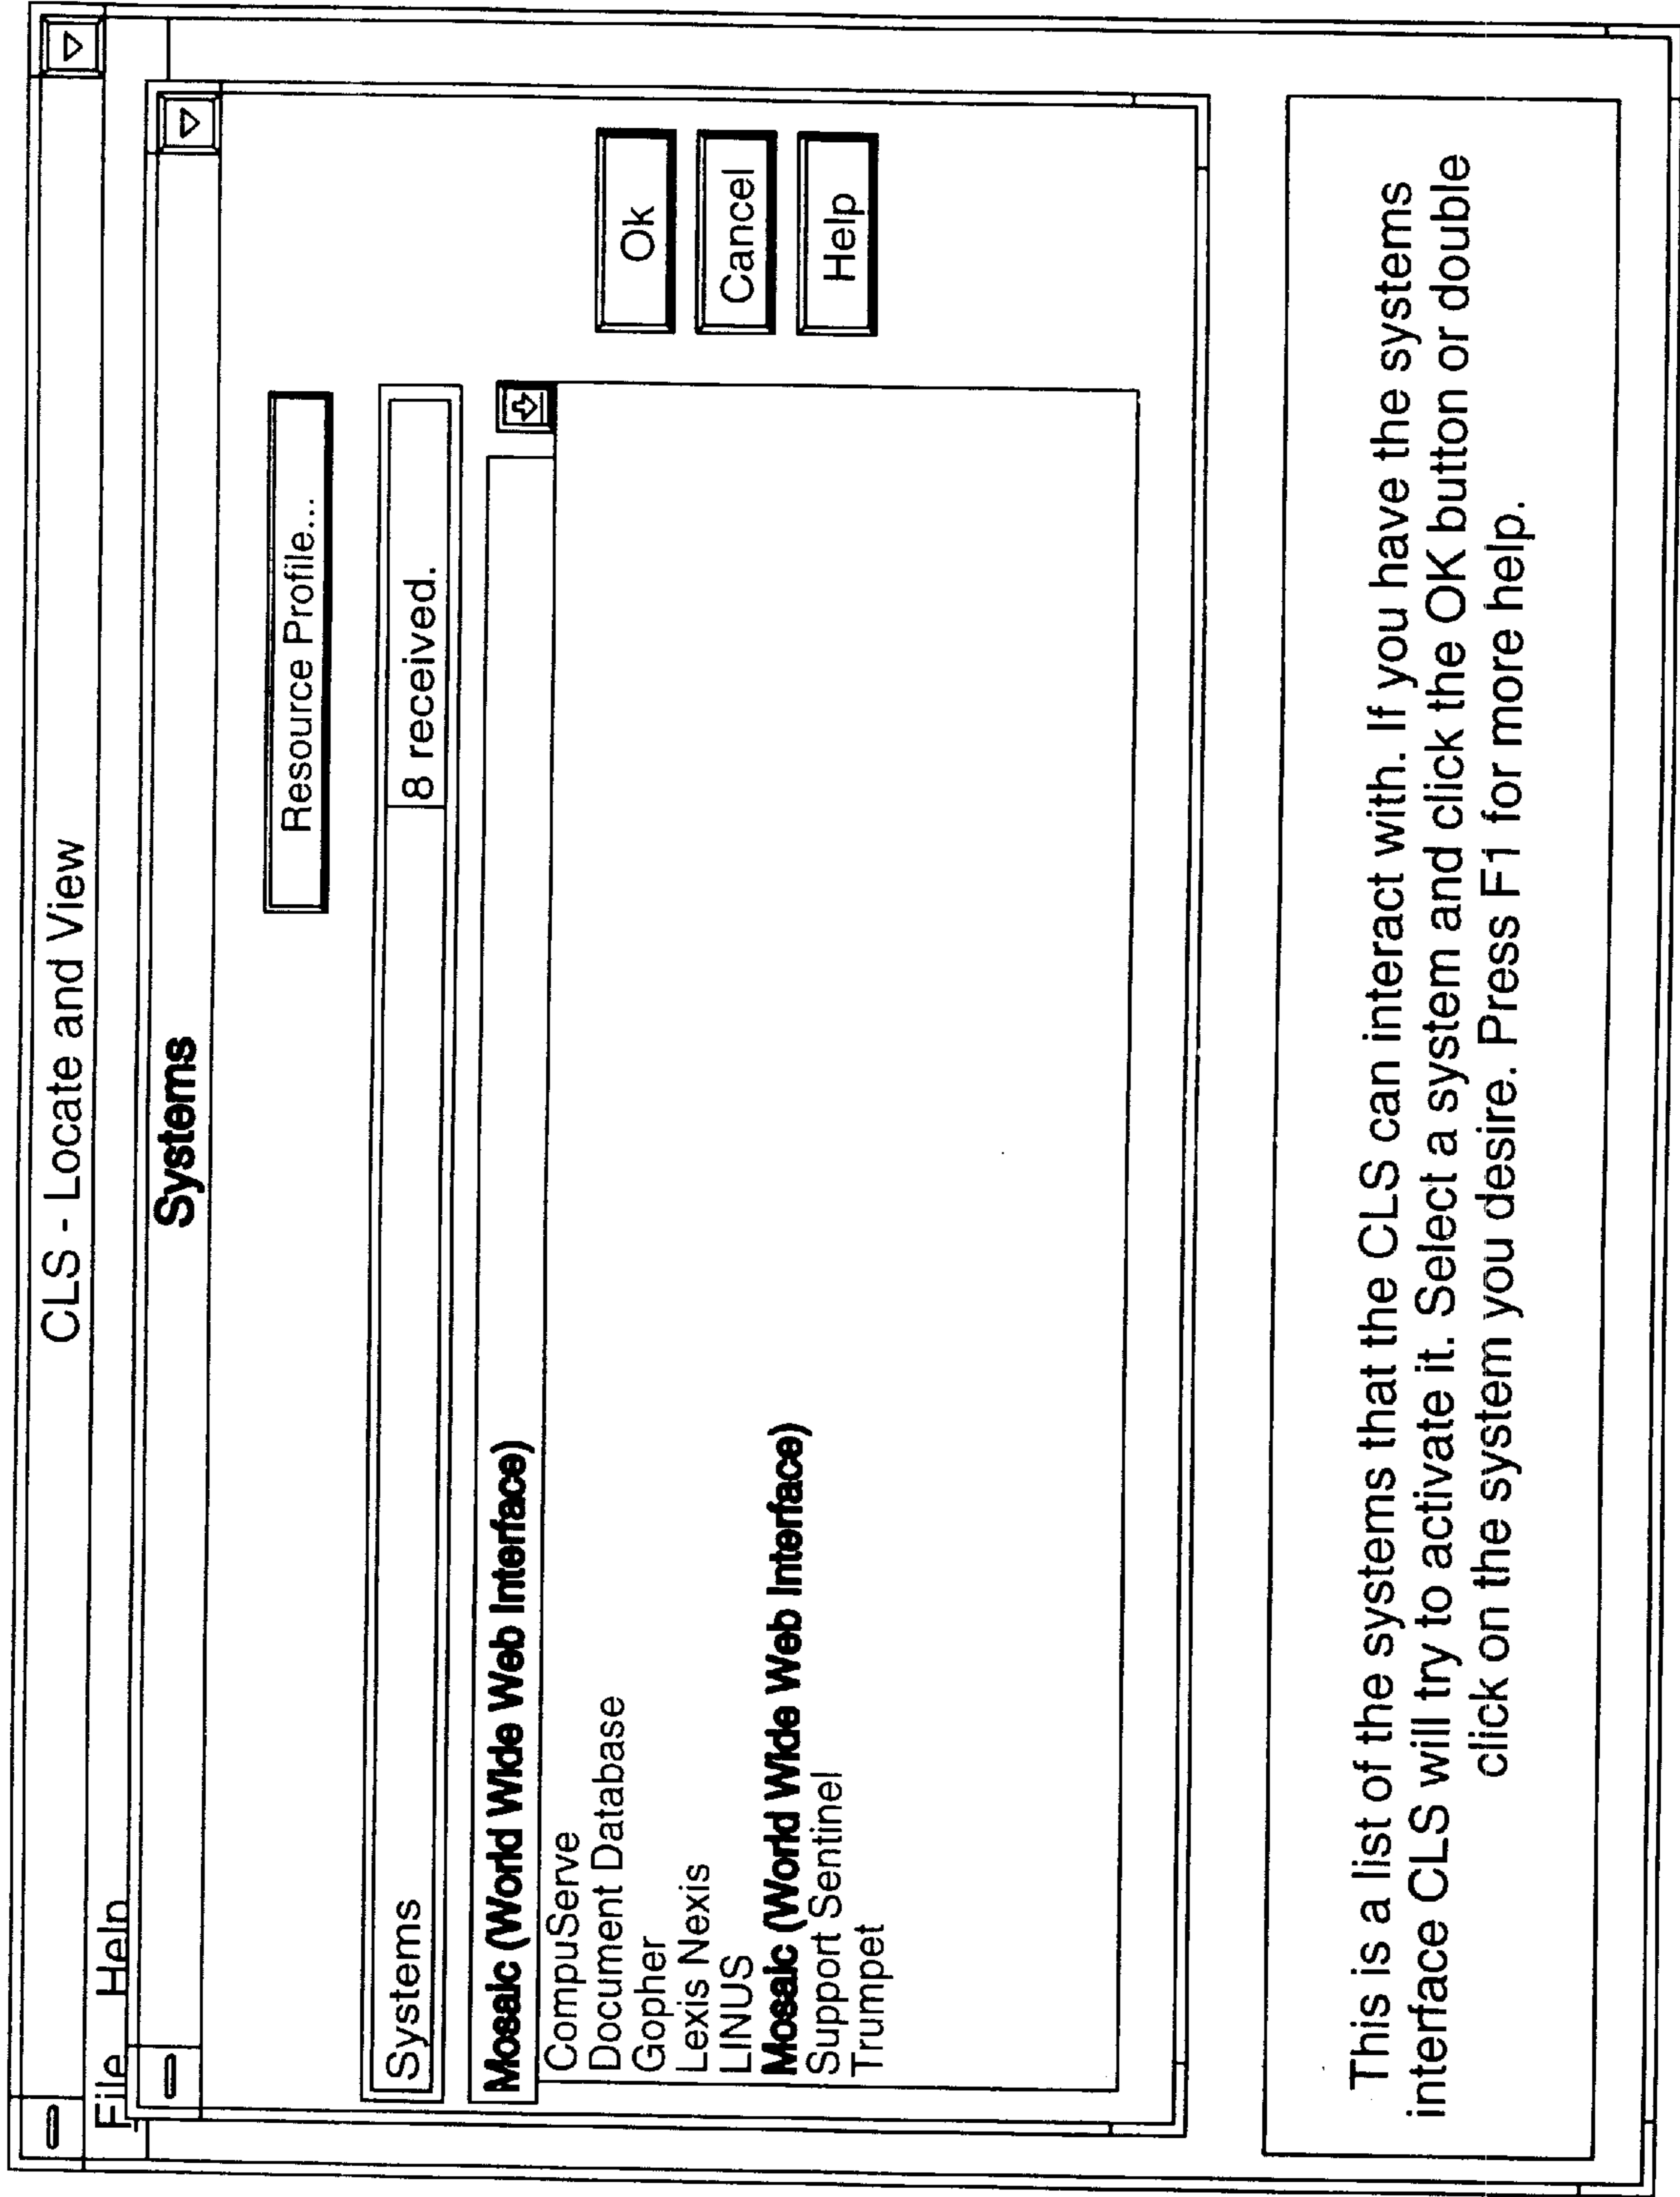 CLS - Locate and View
File Help
Systems
Resource Profile...
Systems 8 received.
Mosaic (World Wide Web Interface)
CompuServe
Document Database
Gopher
Lexis Nexis
LINUS
Mosaic (World Wide Web Interface)
Support Sentinel
Trumpet
Ok
Cancel
Help
This is a list of the systems that the CLS can interact with. If you have the systems
interface CLS will try to activate it. Select a system and click the OK button or double
click on the system you desire. Press F1 for more help.